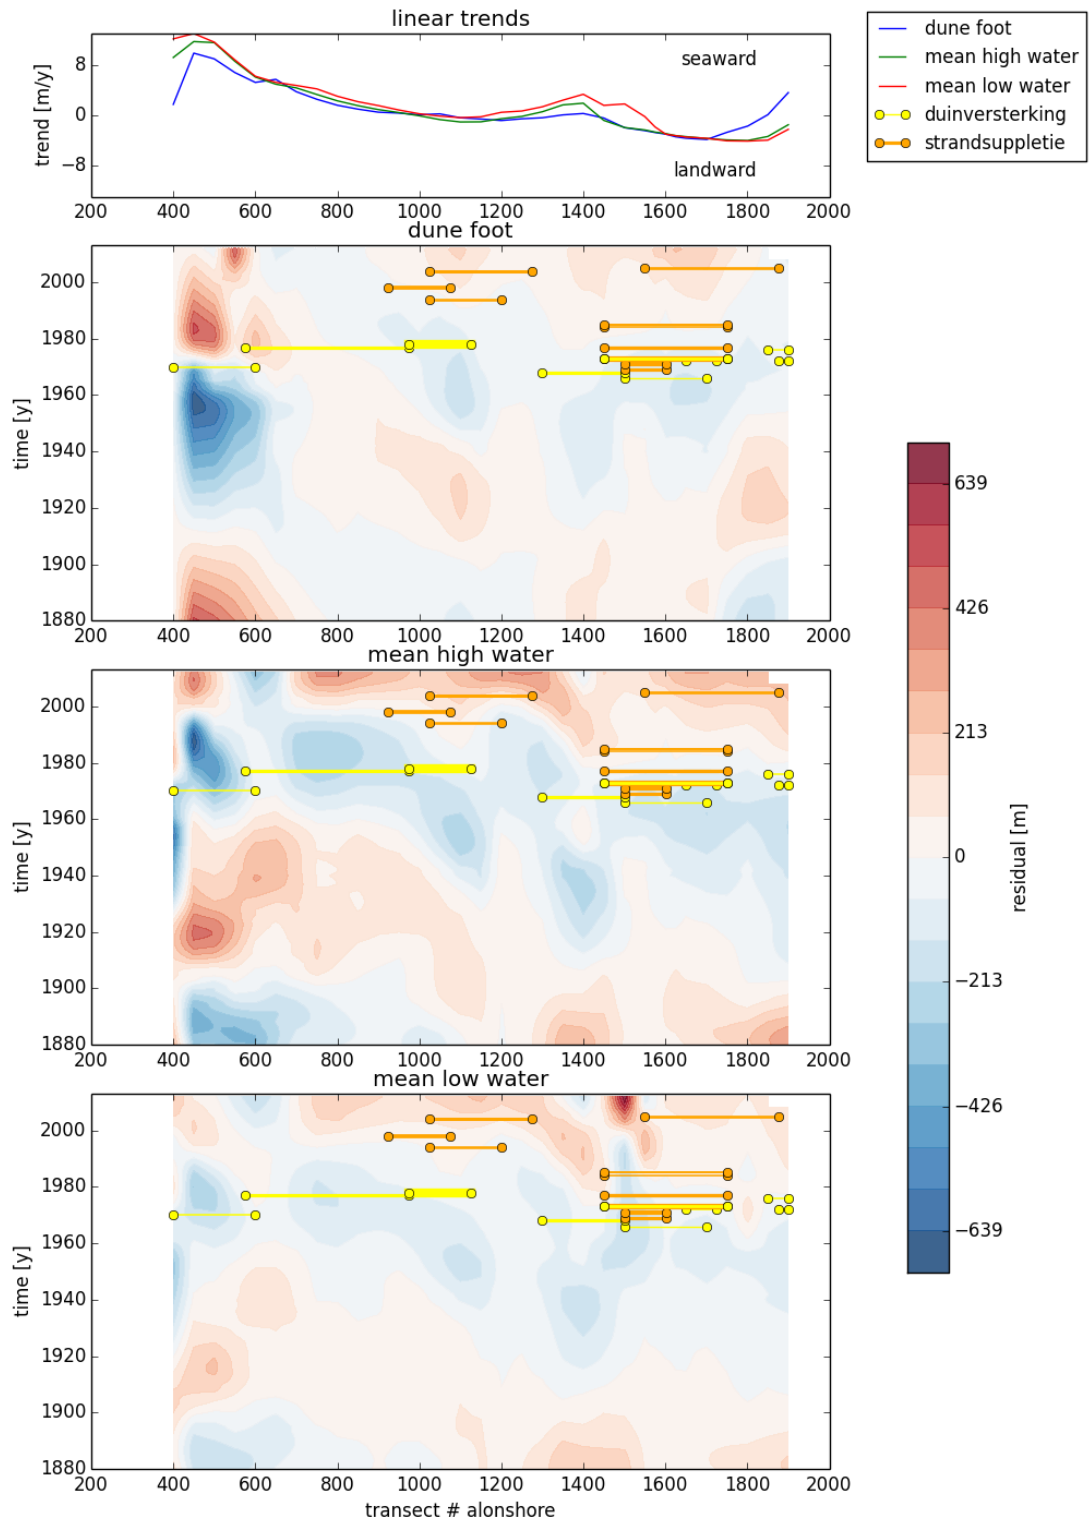 linear trends
8
0
−8
trend [m/y]
seaward
landward
200 400 600 800 1000 1200 1400 1600 1800 2000
dune foot
mean high water
mean low water
duinversterking
strandsuppletie
dune foot
2000
1980
1960
1940
1920
1900
1880
time [y]
200 400 600 800 1000 1200 1400 1600 1800 2000
mean high water
2000
1980
1960
1940
1920
1900
1880
time [y]
200 400 600 800 1000 1200 1400 1600 1800 2000
mean low water
2000
1980
1960
1940
1920
1900
1880
time [y]
200 400 600 800 1000 1200 1400 1600 1800 2000
transect # alonshore
639
426
213
0
−213
−426
−639
residual [m]